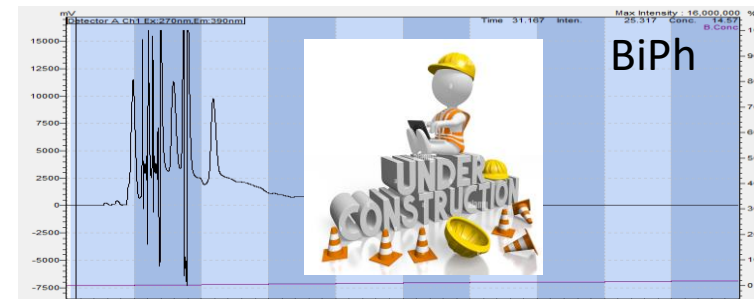 mV
Detector A Ch1 Ex:270nm,Em:390nm
Time 31.167 Inten. 25.317 Conc. 14.57
Max Intensity : 16,000,000
%
B.Conc
BiPh
15000
12500
10000
7500
5000
2500
0
-2500
-5000
-7500
UNDER
CONSTRUCTION